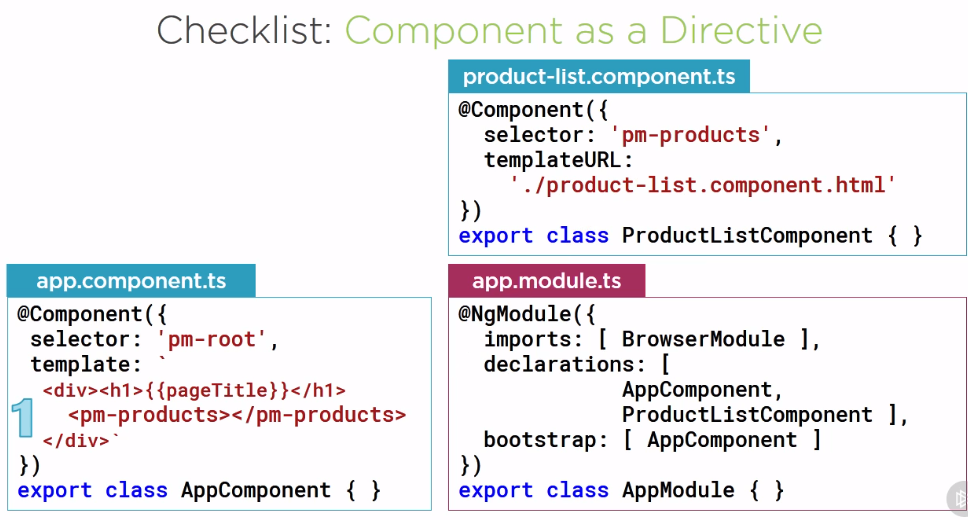 Checklist: Component as a Directive
product-list.component.ts
@Component({
selector: 'pm-products',
templateURL:
'./product-list.component.html'
})
export class ProductListComponent { }
app.component.ts
@Component({
selector: 'pm-root',
template: `
<div><h1>{{pageTitle}}</h1>
1
<pm-products></pm-products>
</div>`
})
export class AppComponent { }
app.module.ts
@NgModule({
imports: [ BrowserModule ],
declarations: [
AppComponent,
ProductListComponent ],
bootstrap: [ AppComponent ]
})
export class AppModule { }